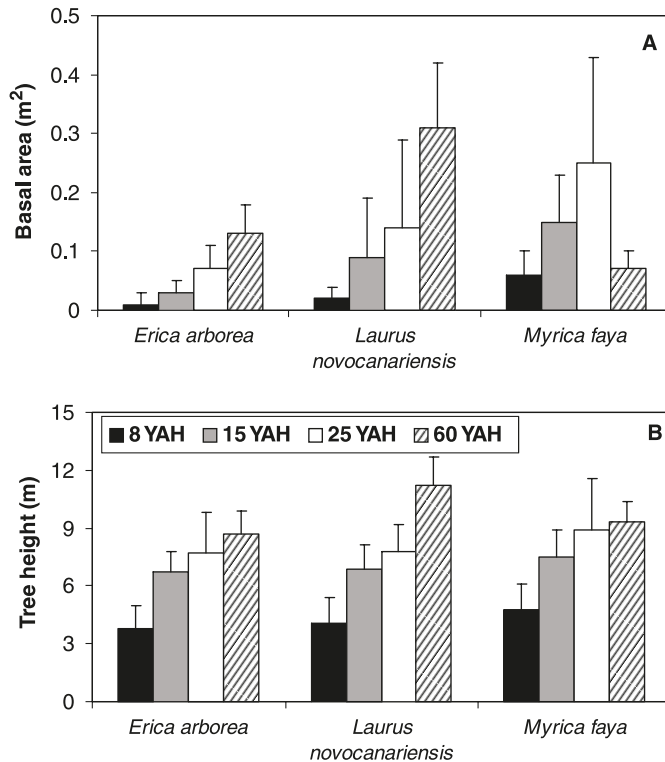 A
Basal area (m²)
0.5
0.4
0.3
0.2
0.1
0
Erica arborea
Laurus
novocanariensis
Myrica faya
B
Tree height (m)
15
12
9
6
3
0
8 YAH 15 YAH 25 YAH 60 YAH
Erica arborea
Laurus
novocanariensis
Myrica faya